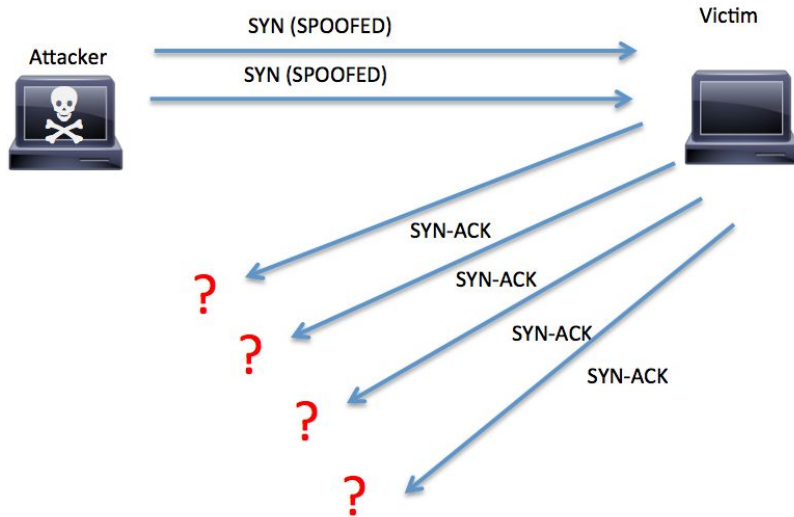 SYN (SPOOFED)
Victim
Attacker
SYN (SPOOFED)
SYN-ACK
?
SYN-ACK
?
SYN-ACK
SYN-ACK
?
?